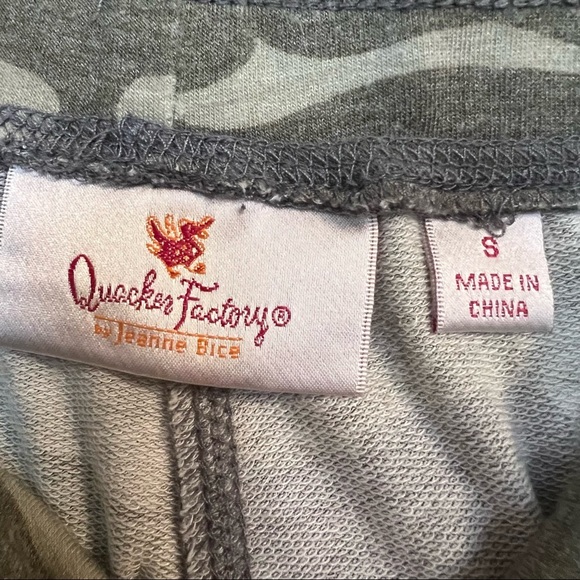 Quacker Factory®
by Jeanne Bice
S
MADE IN
CHINA